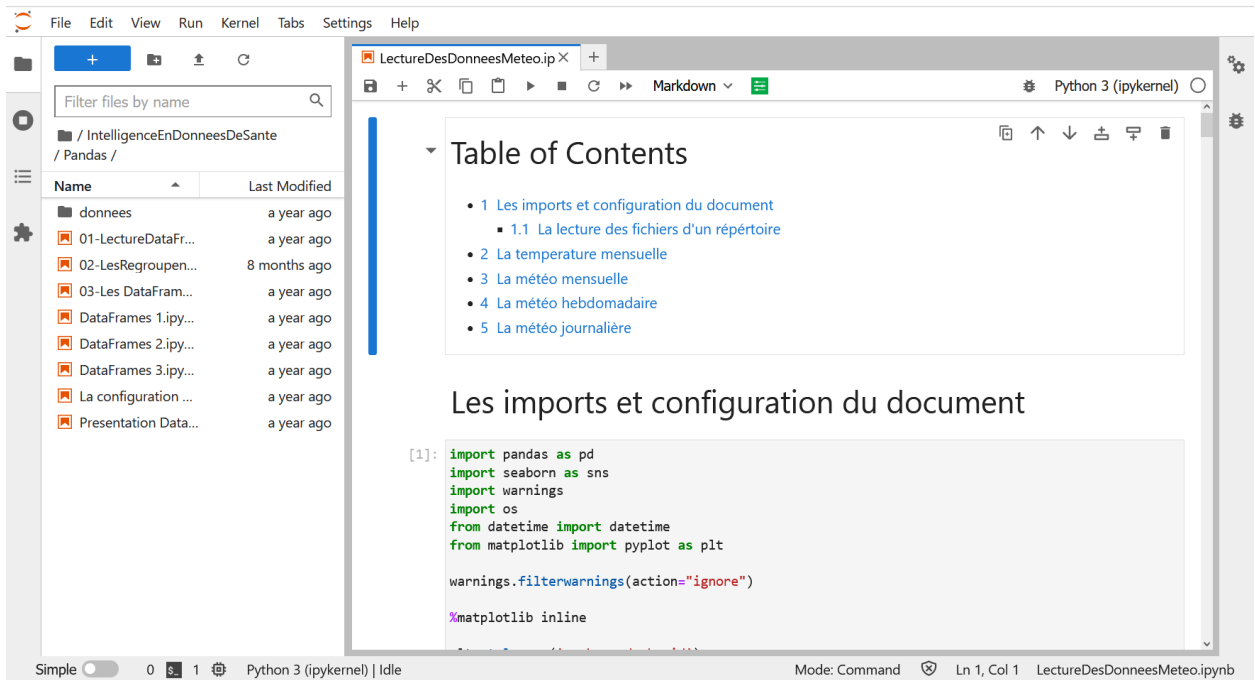 File Edit View Run Kernel Tabs Settings Help
Filter files by name
/ IntelligenceEnDonneesDeSante
/ Pandas /
Name Last Modified
donnees a year ago
01-LectureDataFr... a year ago
02-LesRegroupen... 8 months ago
03-Les DataFram... a year ago
DataFrames 1.ipy... a year ago
DataFrames 2.ipy... a year ago
DataFrames 3.ipy... a year ago
La configuration ... a year ago
Presentation Data... a year ago
LectureDesDonneesMeteo.ip
Markdown Python 3 (ipykernel)
Table of Contents
1 Les imports et configuration du document
1.1 La lecture des fichiers d'un répértoire
2 La temperature mensuelle
3 La météo mensuelle
4 La météo hebdomadaire
5 La météo journalière
Les imports et configuration du document
[1]: import pandas as pd
import seaborn as sns
import warnings
import os
from datetime import datetime
from matplotlib import pyplot as plt
warnings.filterwarnings(action="ignore")
%matplotlib inline
Simple 0 $_ 1 Python 3 (ipykernel) | Idle Mode: Command Ln 1, Col 1 LectureDesDonneesMeteo.ipynb